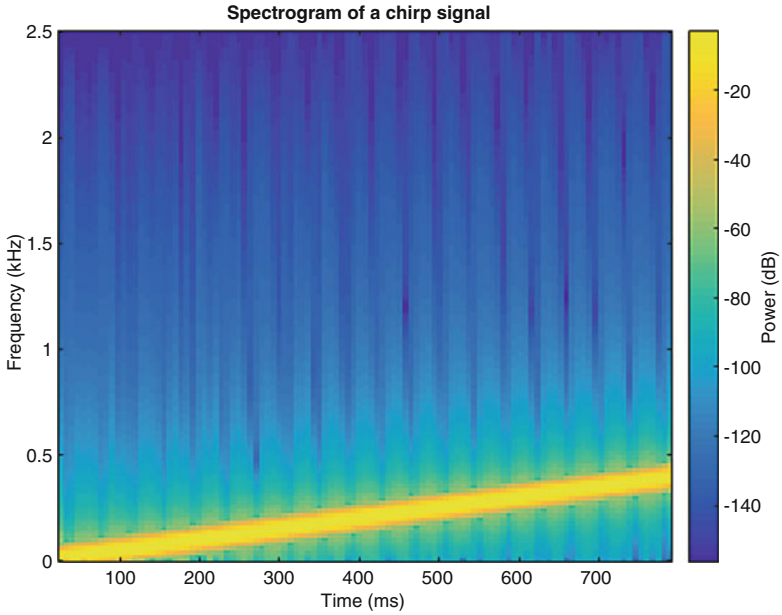 Spectrogram of a chirp signal
2.5
2
1.5
1
0.5
0
Frequency (kHz)
100 200 300 400 500 600 700
Time (ms)
-20
-40
-60
-80
-100
-120
-140
Power (dB)